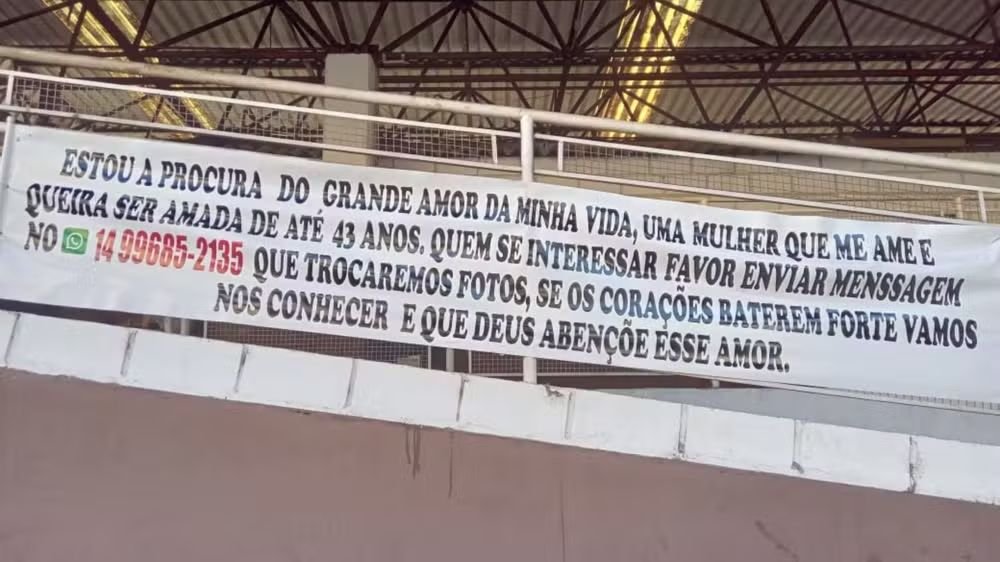 ESTOU A PROCURA DO GRANDE AMOR DA MINHA VIDA, UMA MULHER QUE ME AME E
QUEIRA SER AMADA DE ATÉ 43 ANOS, QUEM SE INTERESSAR FAVOR ENVIAR MENSSAGEM
NO 14 99685-2135 QUE TROCAREMOS FOTOS, SE OS CORAÇÕES BATEREM FORTE VAMOS
NOS CONHECER E QUE DEUS ABENÇÕE ESSE AMOR.